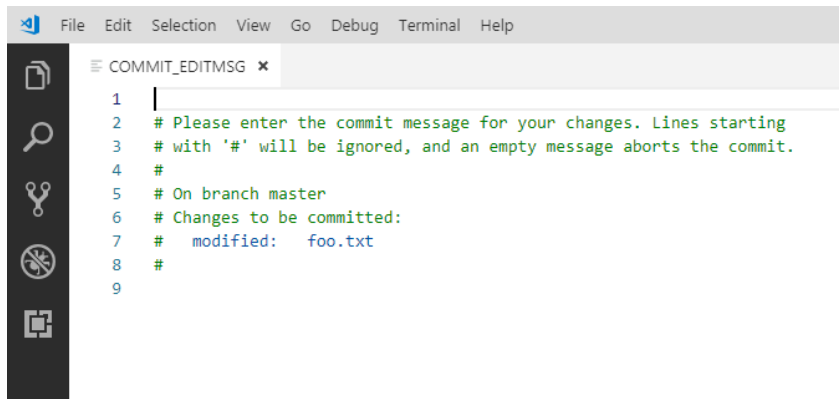 File Edit Selection View Go Debug Terminal Help
COMMIT_EDITMSG ×
1
2 # Please enter the commit message for your changes. Lines starting
3 # with '#' will be ignored, and an empty message aborts the commit.
4 #
5 # On branch master
6 # Changes to be committed:
7 #   modified:   foo.txt
8 #
9